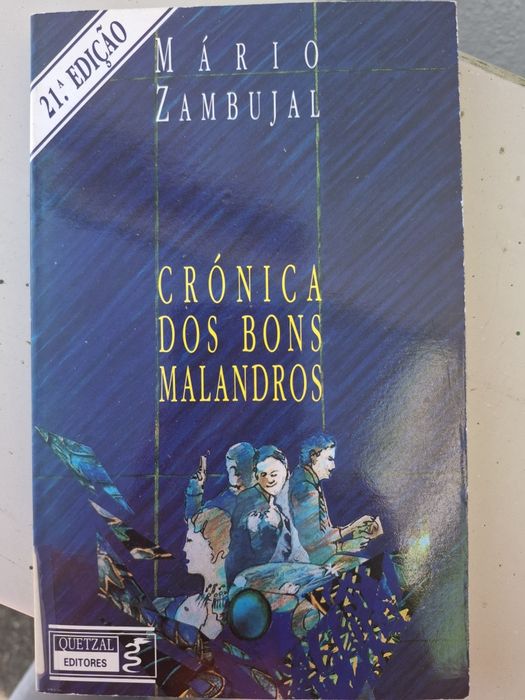 21.ª EDIÇÃO
MÁRIO
ZAMBUJAL
CRÓNICA
DOS BONS
MALANDROS
QUETZAL
EDITORES